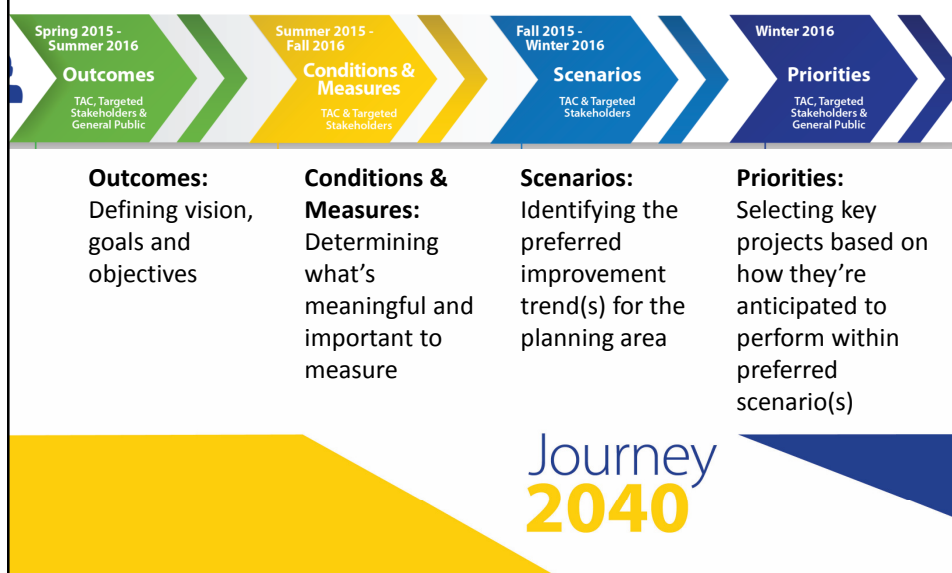 Spring 2015 -
Summer 2016
Outcomes
TAC, Targeted
Stakeholders &
General Public
Summer 2015 -
Fall 2016
Conditions &
Measures
TAC & Targeted
Stakeholders
Fall 2015 -
Winter 2016
Scenarios
TAC & Targeted
Stakeholders
Winter 2016
Priorities
TAC, Targeted
Stakeholders &
General Public
Outcomes:
Defining vision,
goals and
objectives
Conditions &
Measures:
Determining
what's
meaningful and
important to
measure
Scenarios:
Identifying the
preferred
improvement
trend(s) for the
planning area
Priorities:
Selecting key
projects based on
how they're
anticipated to
perform within
preferred
scenario(s)
Journey
2040